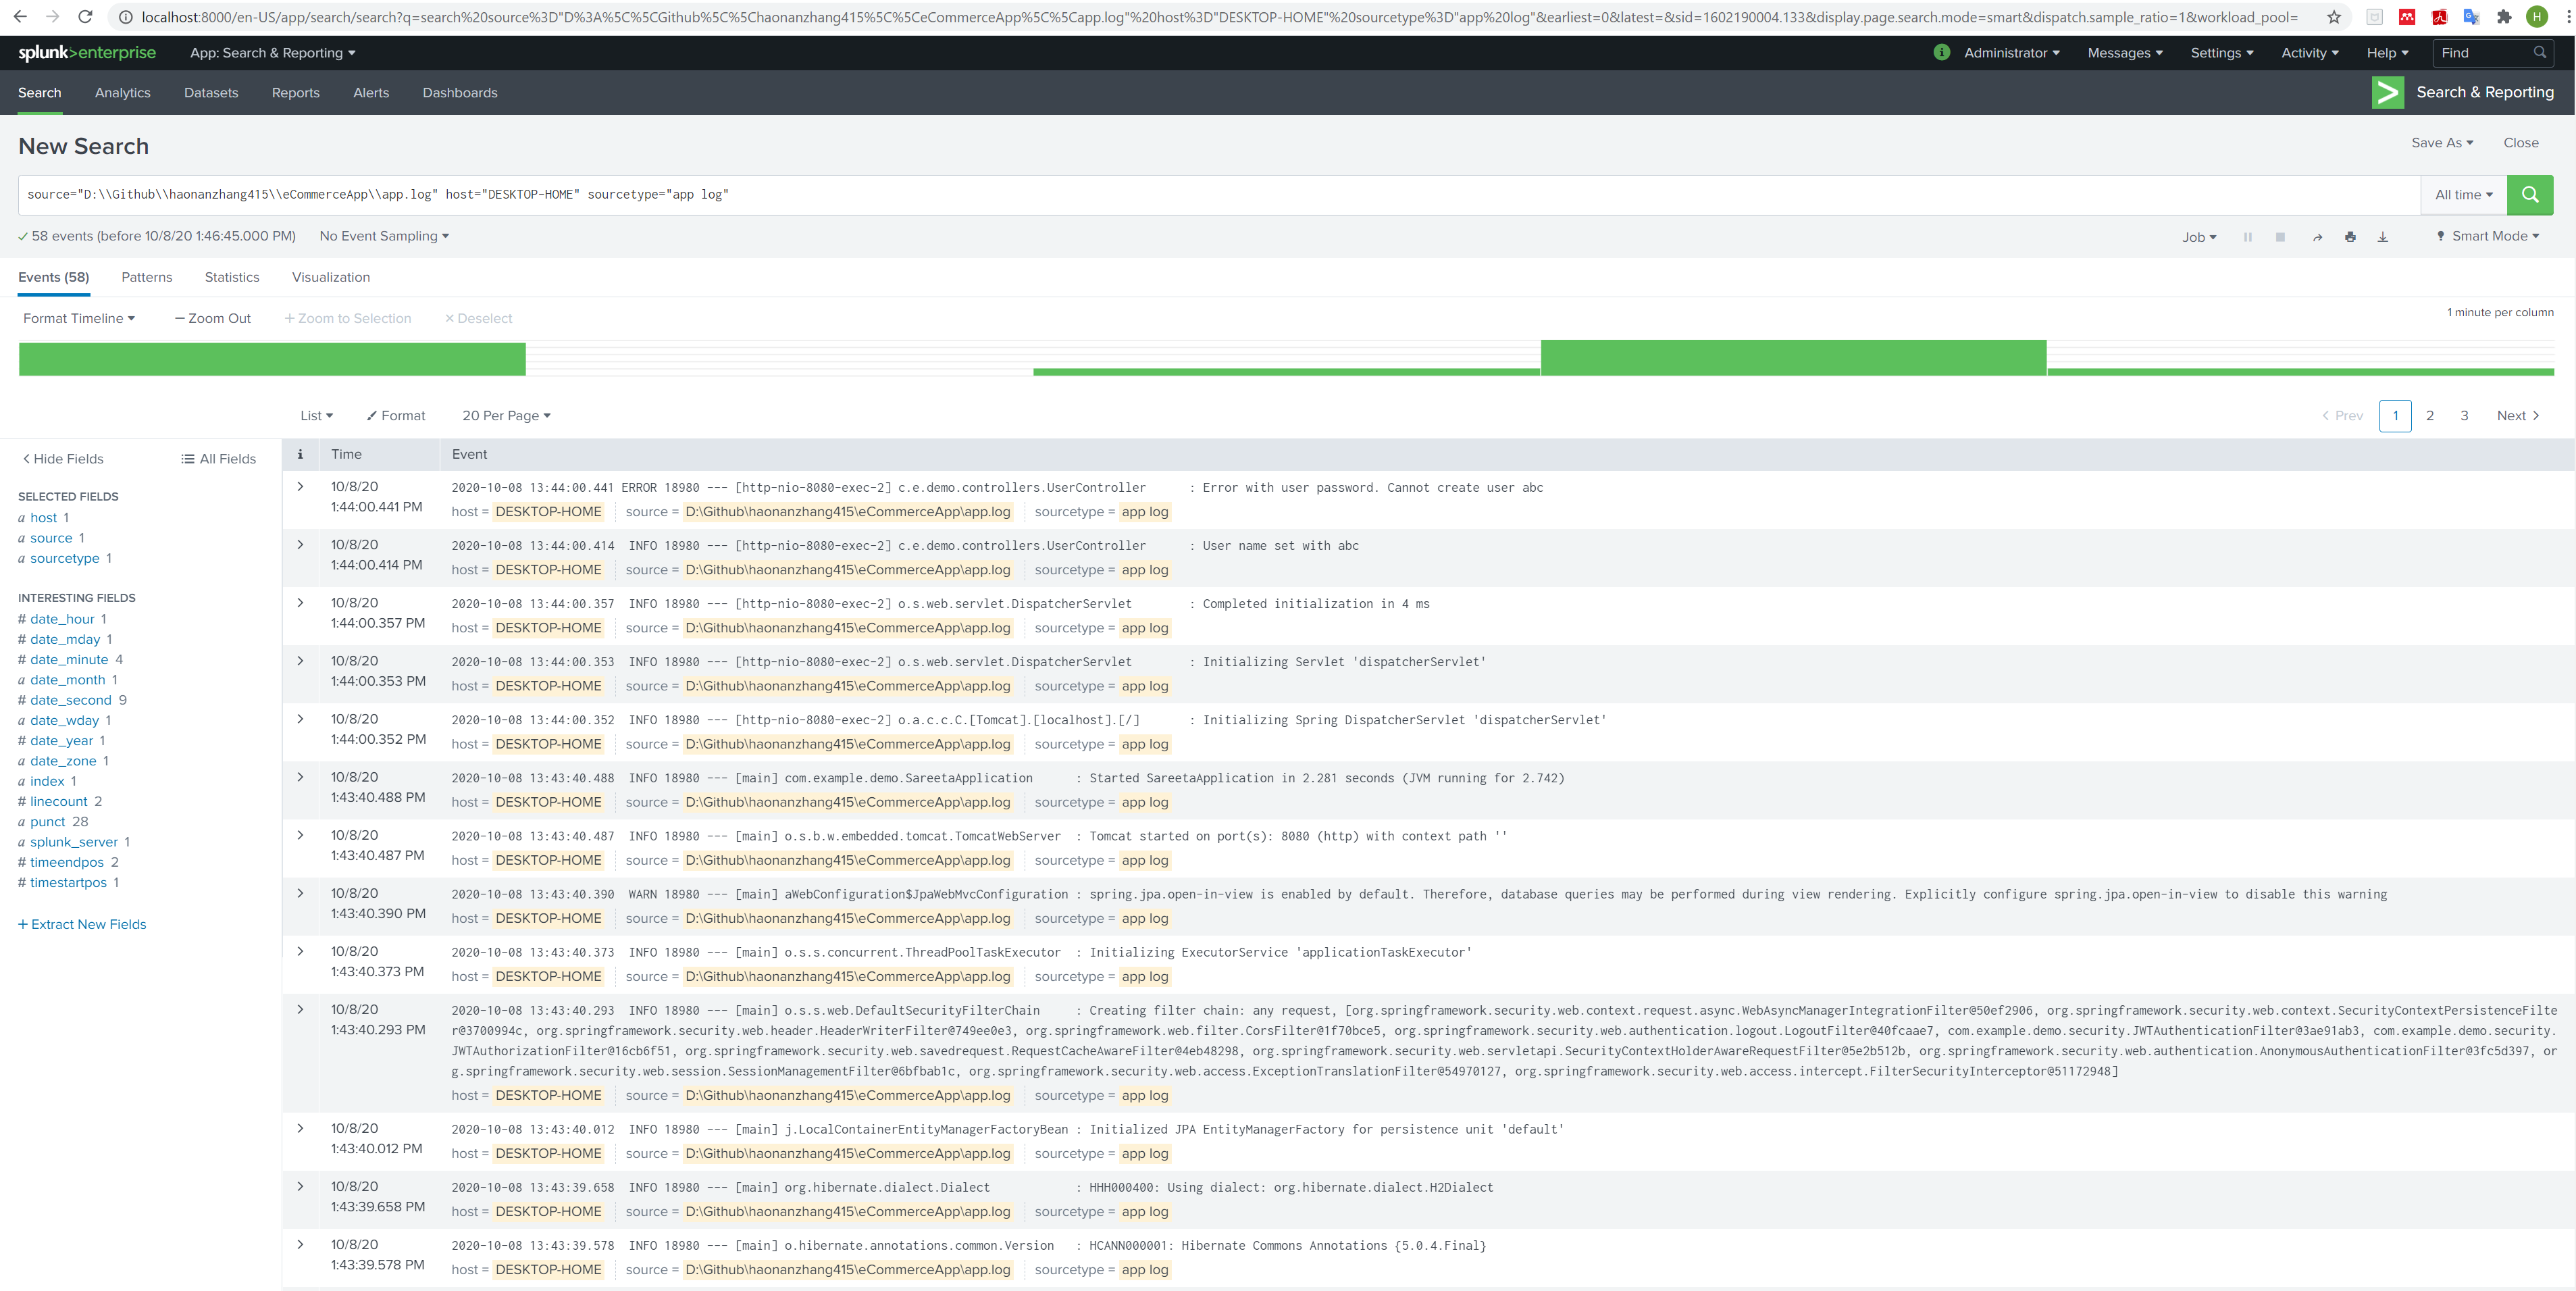 localhost:8000/en-US/app/search/search?q=search%20source%3D"D%3A%5C%5CGithub%5C%5Chaonanzhang415%5C%5CeCommerceApp%5C%5Capp.log"%20host%3D"DESKTOP-HOME"%20sourcetype%3D"app%20log"&earliest=0&latest=&sid=1602190004.133&display.page.search.mode=smart&dispatch.sample_ratio=1&workload_pool=
H
splunk>enterprise App: Search & Reporting Administrator Messages Settings Activity Help Find
Search Analytics Datasets Reports Alerts Dashboards Search & Reporting
New Search Save As Close
source="D:\\Github\\haonanzhang415\\eCommerceApp\\app.log" host="DESKTOP-HOME" sourcetype="app log" All time
58 events (before 10/8/20 1:46:45.000 PM) No Event Sampling Job Smart Mode
Events (58) Patterns Statistics Visualization
Format Timeline — Zoom Out + Zoom to Selection × Deselect 1 minute per column
List Format 20 Per Page < Prev 1 2 3 Next >
< Hide Fields All Fields
SELECTED FIELDS
a host 1
a source 1
a sourcetype 1
INTERESTING FIELDS
# date_hour 1
# date_mday 1
# date_minute 4
a date_month 1
# date_second 9
a date_wday 1
# date_year 1
a date_zone 1
a index 1
# linecount 2
a punct 28
a splunk_server 1
# timeendpos 2
# timestartpos 1
+ Extract New Fields
i Time Event
10/8/20
1:44:00.441 PM
2020-10-08 13:44:00.441 ERROR 18980 --- [http-nio-8080-exec-2] c.e.demo.controllers.UserController : Error with user password. Cannot create user abc
host = DESKTOP-HOME source = D:\Github\haonanzhang415\eCommerceApp\app.log sourcetype = app log
10/8/20
1:44:00.414 PM
2020-10-08 13:44:00.414 INFO 18980 --- [http-nio-8080-exec-2] c.e.demo.controllers.UserController : User name set with abc
host = DESKTOP-HOME source = D:\Github\haonanzhang415\eCommerceApp\app.log sourcetype = app log
10/8/20
1:44:00.357 PM
2020-10-08 13:44:00.357 INFO 18980 --- [http-nio-8080-exec-2] o.s.web.servlet.DispatcherServlet : Completed initialization in 4 ms
host = DESKTOP-HOME source = D:\Github\haonanzhang415\eCommerceApp\app.log sourcetype = app log
10/8/20
1:44:00.353 PM
2020-10-08 13:44:00.353 INFO 18980 --- [http-nio-8080-exec-2] o.s.web.servlet.DispatcherServlet : Initializing Servlet 'dispatcherServlet'
host = DESKTOP-HOME source = D:\Github\haonanzhang415\eCommerceApp\app.log sourcetype = app log
10/8/20
1:44:00.352 PM
2020-10-08 13:44:00.352 INFO 18980 --- [http-nio-8080-exec-2] o.a.c.c.C.[Tomcat].[localhost].[/] : Initializing Spring DispatcherServlet 'dispatcherServlet'
host = DESKTOP-HOME source = D:\Github\haonanzhang415\eCommerceApp\app.log sourcetype = app log
10/8/20
1:43:40.488 PM
2020-10-08 13:43:40.488 INFO 18980 --- [main] com.example.demo.SareetaApplication : Started SareetaApplication in 2.281 seconds (JVM running for 2.742)
host = DESKTOP-HOME source = D:\Github\haonanzhang415\eCommerceApp\app.log sourcetype = app log
10/8/20
1:43:40.487 PM
2020-10-08 13:43:40.487 INFO 18980 --- [main] o.s.b.w.embedded.tomcat.TomcatWebServer : Tomcat started on port(s): 8080 (http) with context path ''
host = DESKTOP-HOME source = D:\Github\haonanzhang415\eCommerceApp\app.log sourcetype = app log
10/8/20
1:43:40.390 PM
2020-10-08 13:43:40.390 WARN 18980 --- [main] aWebConfiguration$JpaWebMvcConfiguration : spring.jpa.open-in-view is enabled by default. Therefore, database queries may be performed during view rendering. Explicitly configure spring.jpa.open-in-view to disable this warning
host = DESKTOP-HOME source = D:\Github\haonanzhang415\eCommerceApp\app.log sourcetype = app log
10/8/20
1:43:40.373 PM
2020-10-08 13:43:40.373 INFO 18980 --- [main] o.s.s.concurrent.ThreadPoolTaskExecutor : Initializing ExecutorService 'applicationTaskExecutor'
host = DESKTOP-HOME source = D:\Github\haonanzhang415\eCommerceApp\app.log sourcetype = app log
10/8/20
1:43:40.293 PM
2020-10-08 13:43:40.293 INFO 18980 --- [main] o.s.s.web.DefaultSecurityFilterChain : Creating filter chain: any request, [org.springframework.security.web.context.request.async.WebAsyncManagerIntegrationFilter@50ef2906, org.springframework.security.web.context.SecurityContextPersistenceFilte
r@3700994c, org.springframework.security.web.header.HeaderWriterFilter@749ee0e3, org.springframework.web.filter.CorsFilter@1f70bce5, org.springframework.security.web.authentication.logout.LogoutFilter@40fcaae7, com.example.demo.security.JWTAuthenticationFilter@3ae91ab3, com.example.demo.security.
JWTAuthorizationFilter@16cb6f51, org.springframework.security.web.savedrequest.RequestCacheAwareFilter@4eb48298, org.springframework.security.web.servletapi.SecurityContextHolderAwareRequestFilter@5e2b512b, org.springframework.security.web.authentication.AnonymousAuthenticationFilter@3fc5d397, or
g.springframework.security.web.session.SessionManagementFilter@6bfbab1c, org.springframework.security.web.access.ExceptionTranslationFilter@54970127, org.springframework.security.web.access.intercept.FilterSecurityInterceptor@51172948]
host = DESKTOP-HOME source = D:\Github\haonanzhang415\eCommerceApp\app.log sourcetype = app log
10/8/20
1:43:40.012 PM
2020-10-08 13:43:40.012 INFO 18980 --- [main] j.LocalContainerEntityManagerFactoryBean : Initialized JPA EntityManagerFactory for persistence unit 'default'
host = DESKTOP-HOME source = D:\Github\haonanzhang415\eCommerceApp\app.log sourcetype = app log
10/8/20
1:43:39.658 PM
2020-10-08 13:43:39.658 INFO 18980 --- [main] org.hibernate.dialect.Dialect : HHH000400: Using dialect: org.hibernate.dialect.H2Dialect
host = DESKTOP-HOME source = D:\Github\haonanzhang415\eCommerceApp\app.log sourcetype = app log
10/8/20
1:43:39.578 PM
2020-10-08 13:43:39.578 INFO 18980 --- [main] o.hibernate.annotations.common.Version : HCANN000001: Hibernate Commons Annotations {5.0.4.Final}
host = DESKTOP-HOME source = D:\Github\haonanzhang415\eCommerceApp\app.log sourcetype = app log